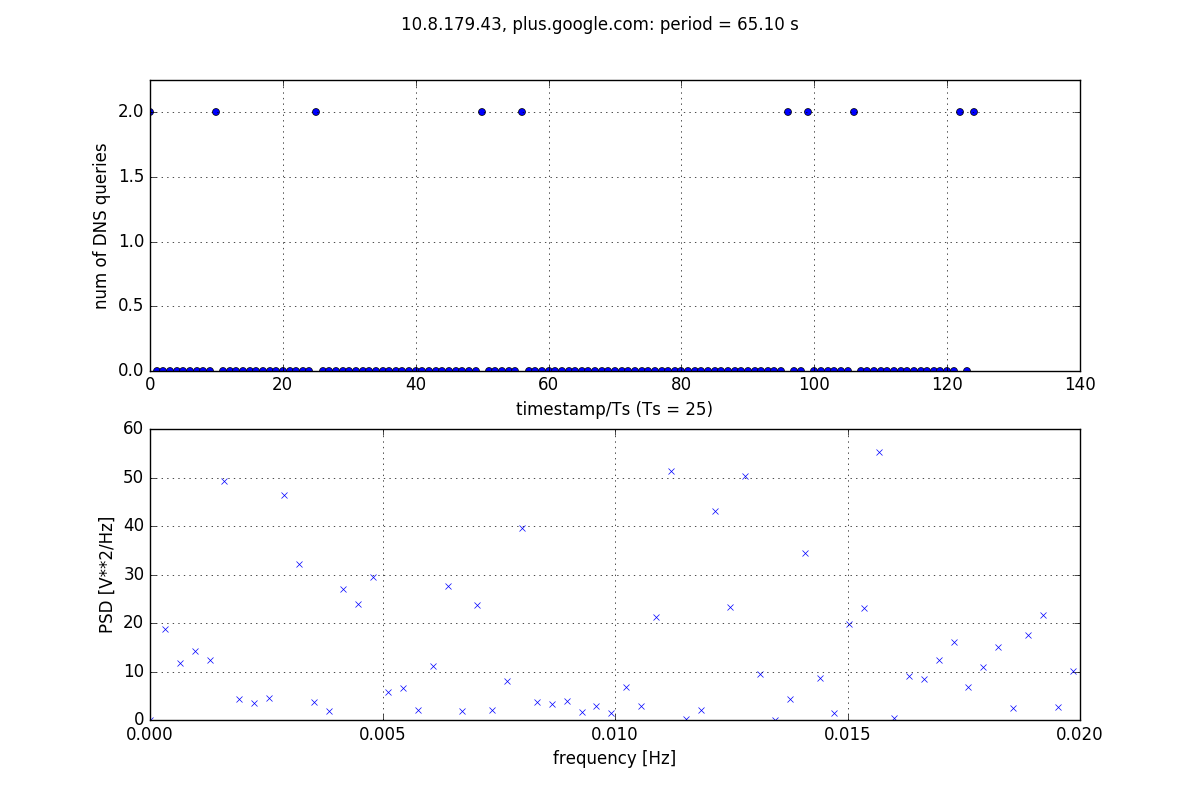 10.8.179.43, plus.google.com: period = 65.10 s
num of DNS queries
2.0
1.5
1.0
0.5
0.0
0 20 40 60 80 100 120 140
timestamp/Ts (Ts = 25)
PSD [V**2/Hz]
60
50
40
30
20
10
0
0.000 0.005 0.010 0.015 0.020
frequency [Hz]